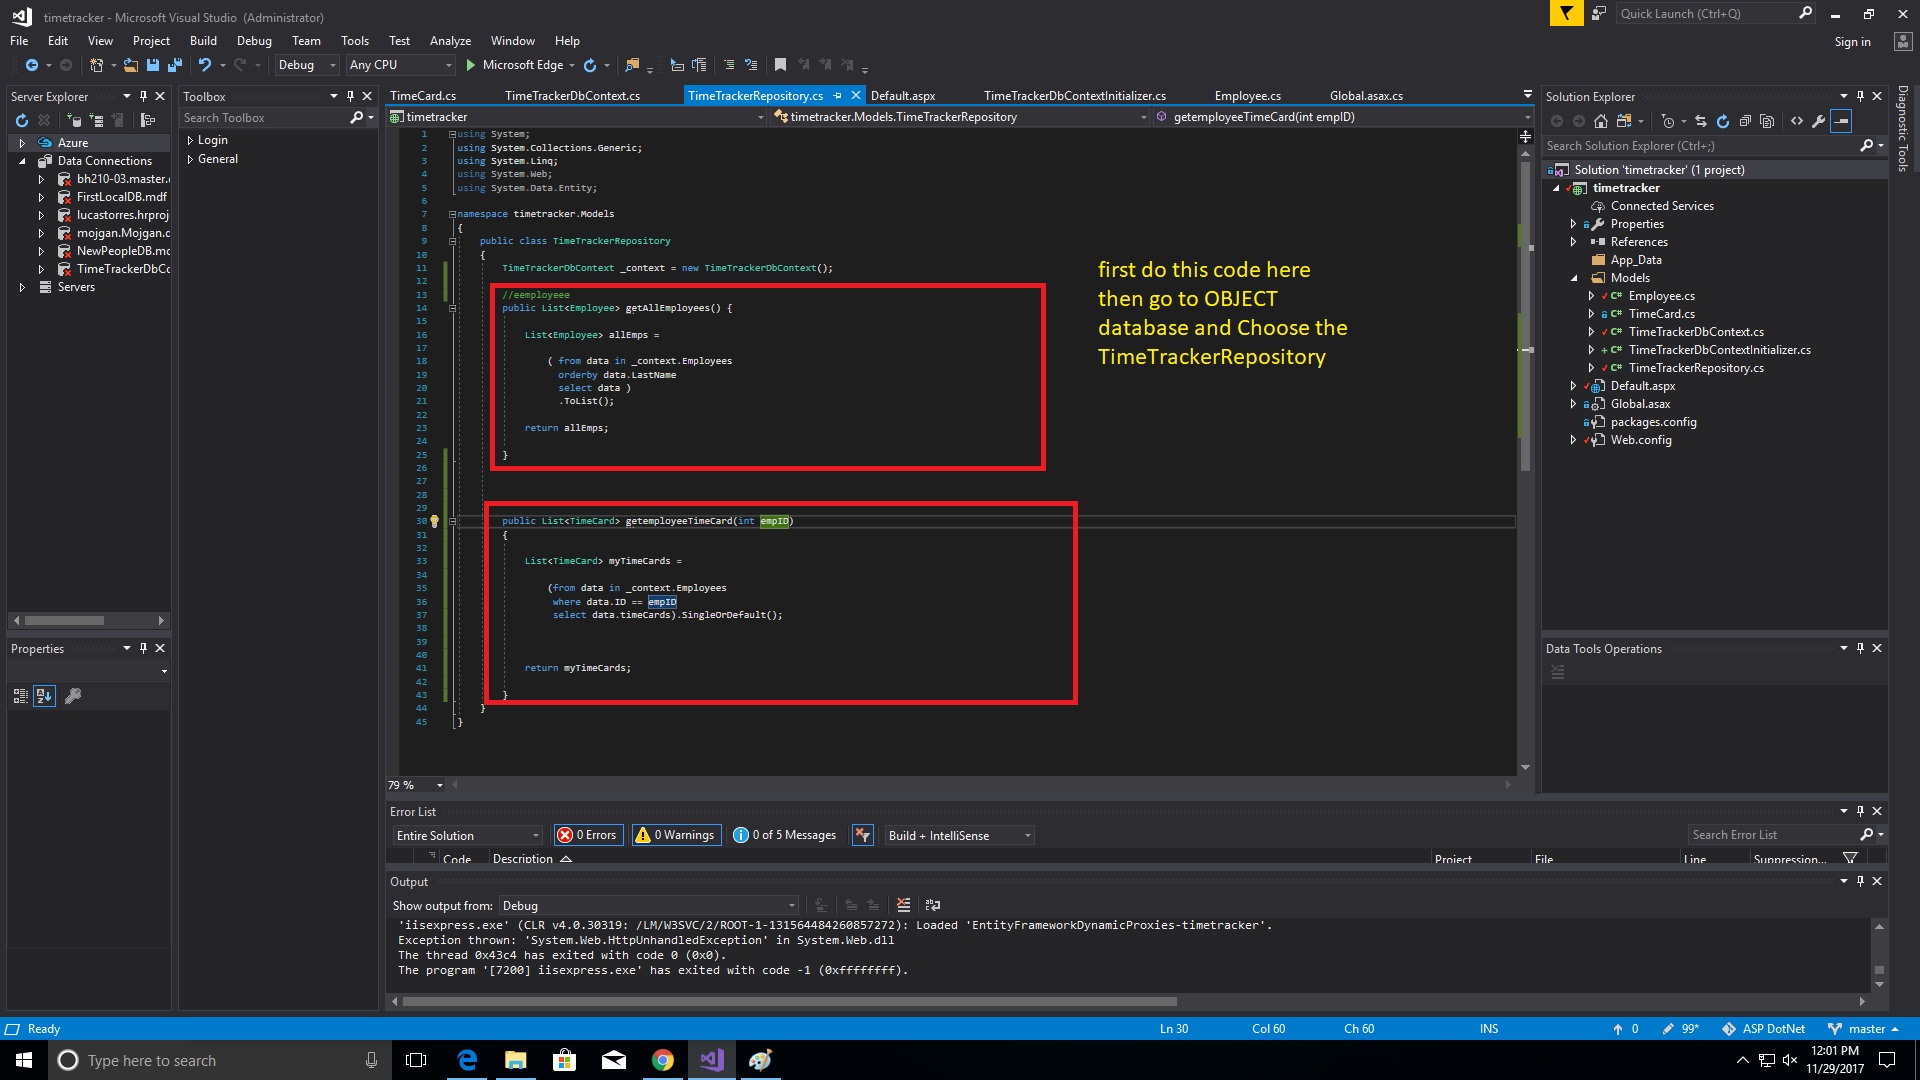 timetracker - Microsoft Visual Studio (Administrator)
Quick Launch (Ctrl+Q)
File Edit View Project Build Debug Team Tools Test Analyze Window Help
Sign in
Debug Any CPU Microsoft Edge
Server Explorer
Azure
Data Connections
bh210-03.master.
FirstLocalDB.mdf
lucastorres.hrproj
mojgan.Mojgan.
NewPeopleDB.m
TimeTrackerDbC
Servers
Properties
Toolbox
Search Toolbox
Login
General
TimeCard.cs TimeTrackerDbContext.cs TimeTrackerRepository.cs Default.aspx TimeTrackerDbContextInitializer.cs Employee.cs Global.asax.cs
timetracker timetracker.Models.TimeTrackerRepository getemployeeTimeCard(int empID)
1 using System;
2 using System.Collections.Generic;
3 using System.Linq;
4 using System.Web;
5 using System.Data.Entity;
6
7 namespace timetracker.Models
8 {
9 public class TimeTrackerRepository
10 {
11 TimeTrackerDbContext _context = new TimeTrackerDbContext();
12
13 //eemployeee
14 public List<Employee> getAllEmployees() {
15
16 List<Employee> allEmps =
17
18 ( from data in _context.Employees
19 orderby data.LastName
20 select data )
21 .ToList();
22
23 return allEmps;
24
25 }
26
27
28
29
30 public List<TimeCard> getemployeeTimeCard(int empID)
31 {
32
33 List<TimeCard> myTimeCards =
34
35 (from data in _context.Employees
36 where data.ID == empID
37 select data.timeCards).SingleOrDefault();
38
39
40
41 return myTimeCards;
42
43 }
44 }
45 }
first do this code here
then go to OBJECT
database and Choose the
TimeTrackerRepository
79 %
Solution Explorer
Search Solution Explorer (Ctrl+;)
Solution 'timetracker' (1 project)
timetracker
Connected Services
Properties
References
App_Data
Models
C# Employee.cs
C# TimeCard.cs
C# TimeTrackerDbContext.cs
C# TimeTrackerDbContextInitializer.cs
C# TimeTrackerRepository.cs
Default.aspx
Global.asax
packages.config
Web.config
Diagnostic Tools
Data Tools Operations
Error List
Entire Solution 0 Errors 0 Warnings 0 of 5 Messages Build + IntelliSense
Search Error List
Code Description Project File Line Suppression...
Output
Show output from: Debug
'iisexpress.exe' (CLR v4.0.30319: /LM/W3SVC/2/ROOT-1-131564484260857272): Loaded 'EntityFrameworkDynamicProxies-timetracker'.
Exception thrown: 'System.Web.HttpUnhandledException' in System.Web.dll
The thread 0x43c4 has exited with code 0 (0x0).
The program '[7200] iisexpress.exe' has exited with code -1 (0xffffffff).
Ready Ln 30 Col 60 Ch 60 INS 0 99* ASP DotNet master
Type here to search
12:01 PM
11/29/2017